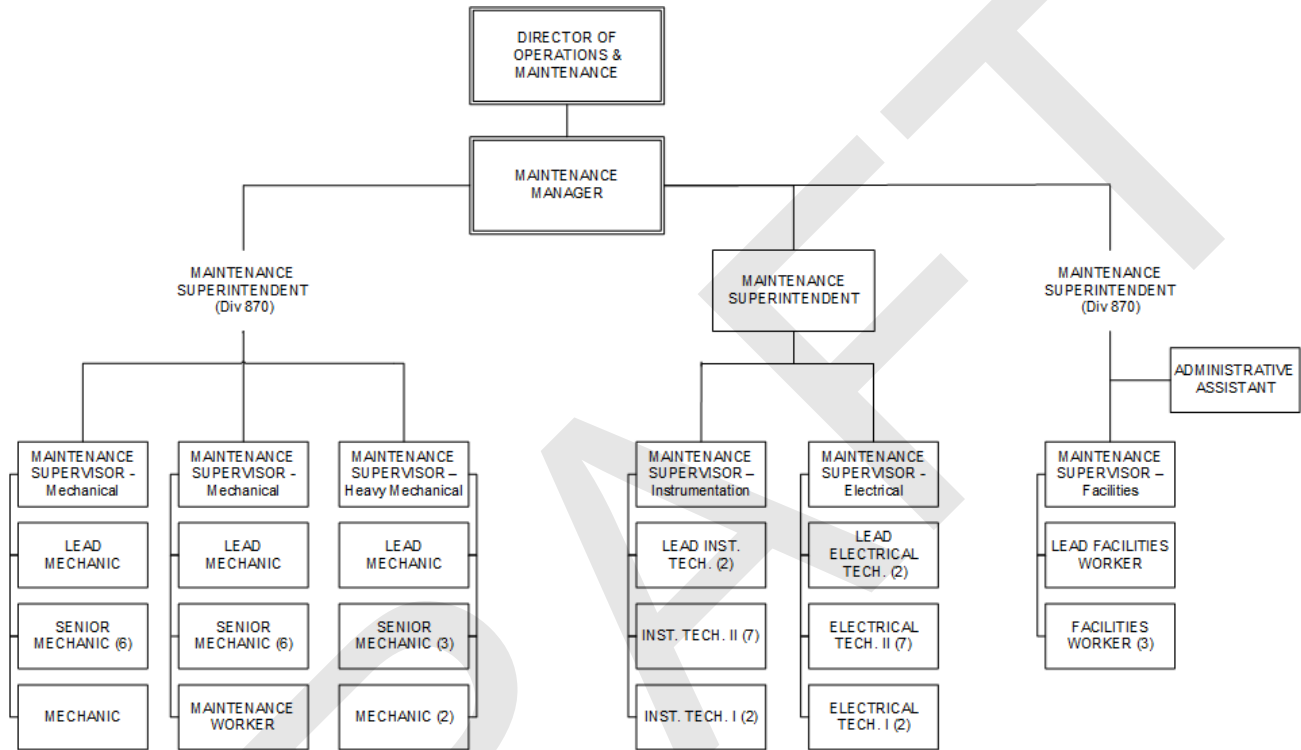 DIRECTOR OF
OPERATIONS &
MAINTENANCE
MAINTENANCE
MANAGER
MAINTENANCE
SUPERINTENDENT
(Div 870)
MAINTENANCE
SUPERINTENDENT
MAINTENANCE
SUPERINTENDENT
(Div 870)
ADMINISTRATIVE
ASSISTANT
MAINTENANCE
SUPERVISOR -
Mechanical
LEAD
MECHANIC
SENIOR
MECHANIC (6)
MECHANIC
MAINTENANCE
SUPERVISOR -
Mechanical
LEAD
MECHANIC
SENIOR
MECHANIC (6)
MAINTENANCE
WORKER
MAINTENANCE
SUPERVISOR –
Heavy Mechanical
LEAD
MECHANIC
SENIOR
MECHANIC (3)
MECHANIC (2)
MAINTENANCE
SUPERVISOR –
Instrumentation
LEAD INST.
TECH. (2)
INST. TECH. II (7)
INST. TECH. I (2)
MAINTENANCE
SUPERVISOR -
Electrical
LEAD
ELECTRICAL
TECH. (2)
ELECTRICAL
TECH. II (7)
ELECTRICAL
TECH. I (2)
MAINTENANCE
SUPERVISOR –
Facilities
LEAD FACILITIES
WORKER
FACILITIES
WORKER (3)
DRAFT